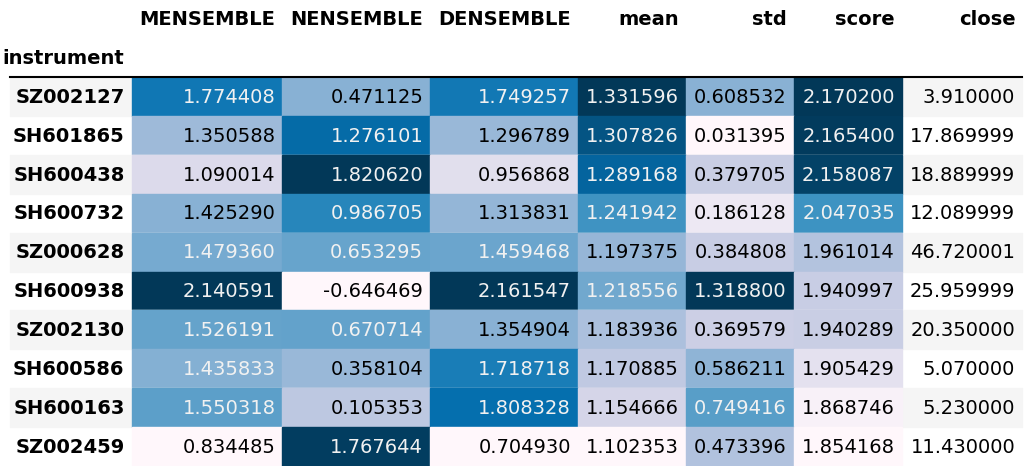 MENSEMBLE NENSEMBLE DENSEMBLE mean std score close
instrument
SZ002127 1.774408 0.471125 1.749257 1.331596 0.608532 2.170200 3.910000
SH601865 1.350588 1.276101 1.296789 1.307826 0.031395 2.165400 17.869999
SH600438 1.090014 1.820620 0.956868 1.289168 0.379705 2.158087 18.889999
SH600732 1.425290 0.986705 1.313831 1.241942 0.186128 2.047035 12.089999
SZ000628 1.479360 0.653295 1.459468 1.197375 0.384808 1.961014 46.720001
SH600938 2.140591 -0.646469 2.161547 1.218556 1.318800 1.940997 25.959999
SZ002130 1.526191 0.670714 1.354904 1.183936 0.369579 1.940289 20.350000
SH600586 1.435833 0.358104 1.718718 1.170885 0.586211 1.905429 5.070000
SH600163 1.550318 0.105353 1.808328 1.154666 0.749416 1.868746 5.230000
SZ002459 0.834485 1.767644 0.704930 1.102353 0.473396 1.854168 11.430000